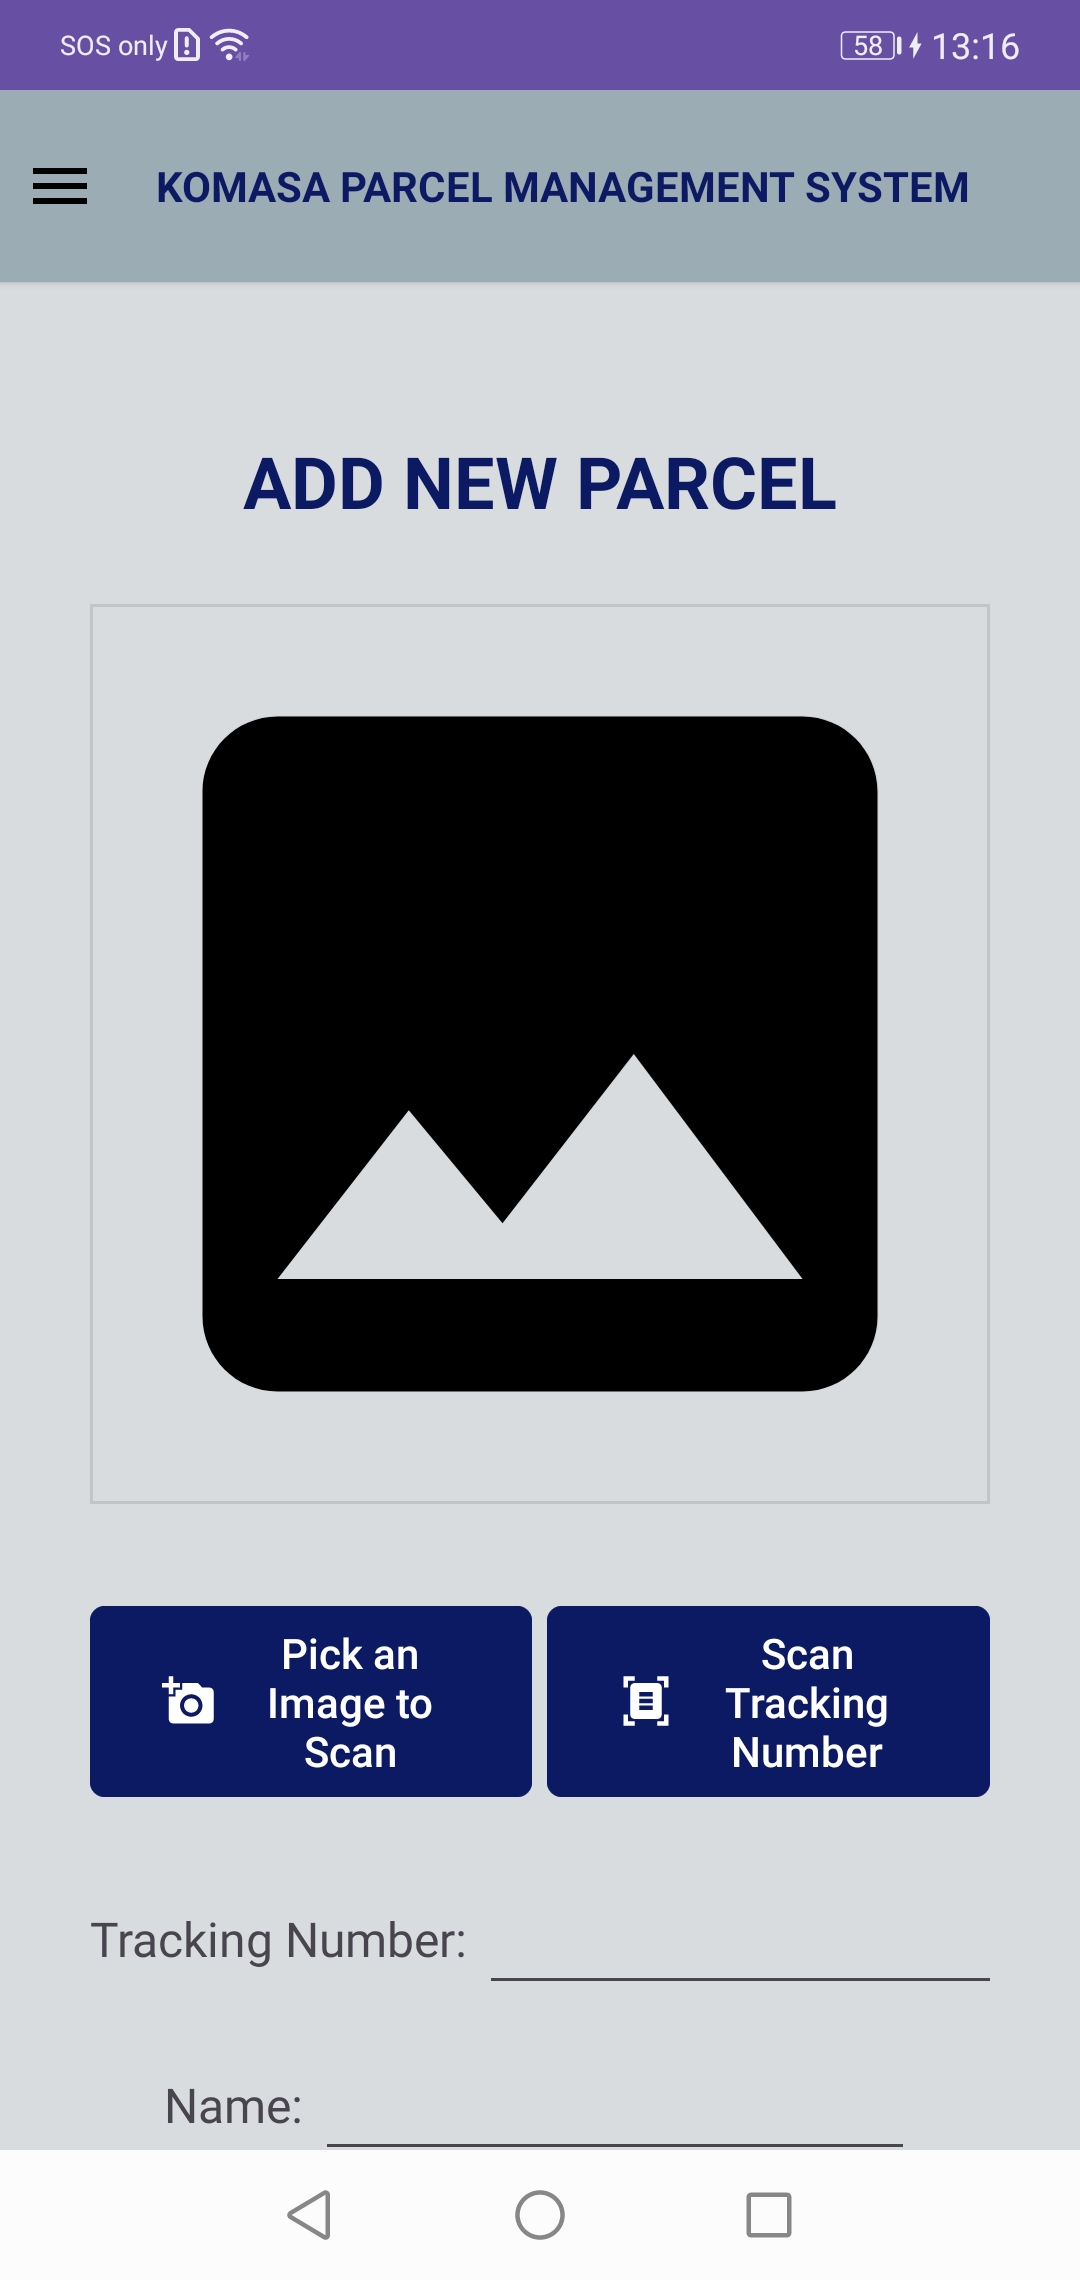 SOS only
58 13:16
KOMASA PARCEL MANAGEMENT SYSTEM
ADD NEW PARCEL
Pick an
Image to
Scan
Scan
Tracking
Number
Tracking Number:
Name: